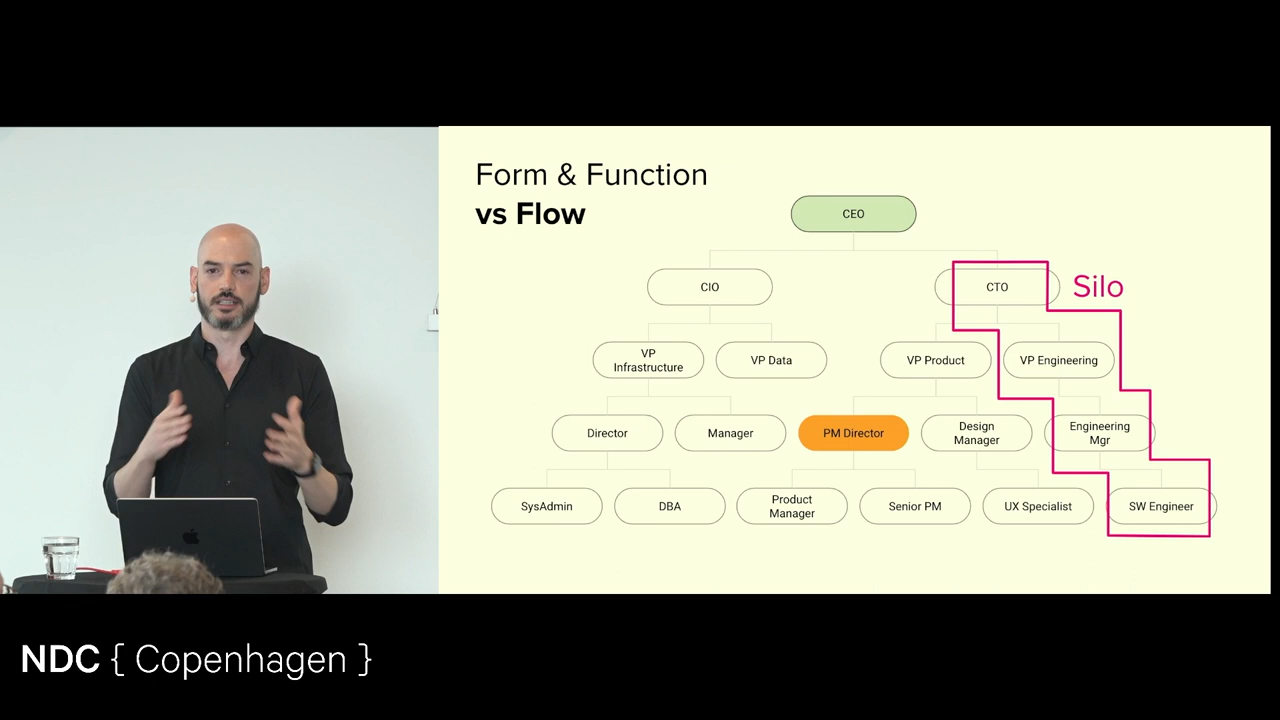 Form & Function
vs Flow
CEO
CIO
CTO
Silo
VP
Infrastructure
VP Data
VP Product
VP Engineering
Director
Manager
PM Director
Design
Manager
Engineering
Mgr
SysAdmin
DBA
Product
Manager
Senior PM
UX Specialist
SW Engineer
NDC { Copenhagen }